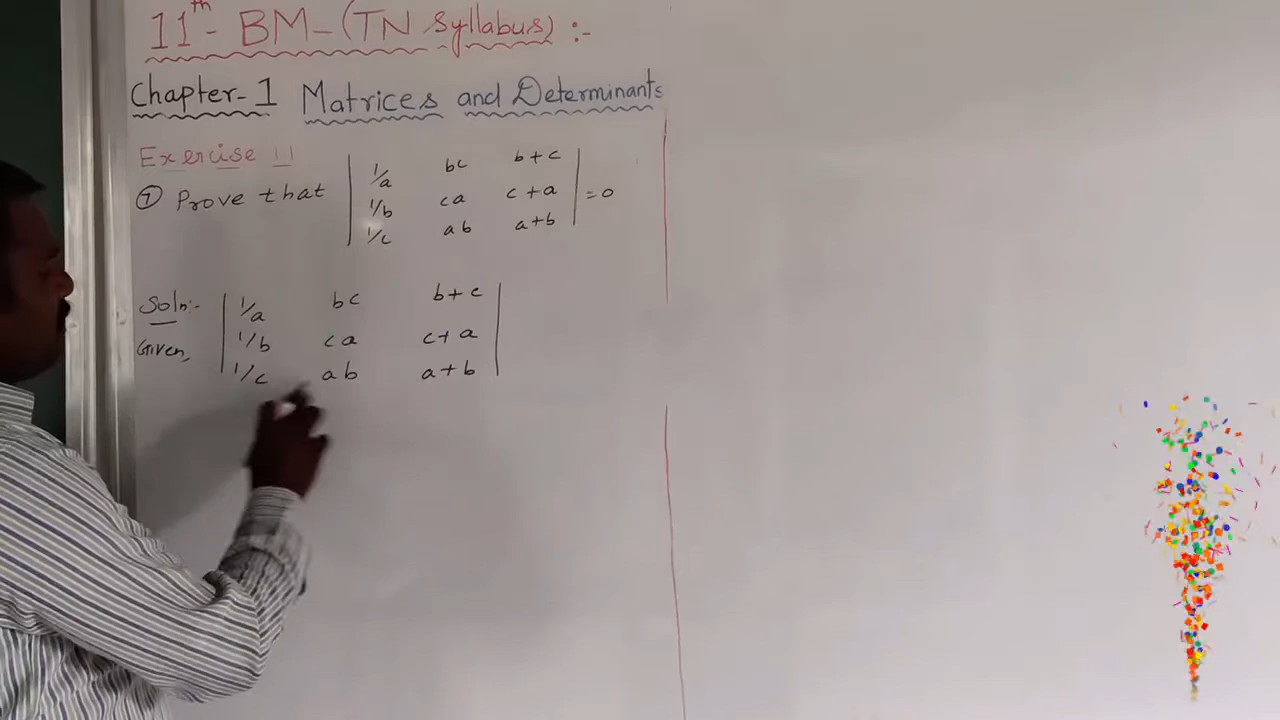 11th - BM - (TN Syllabus) :-
Chapter-1 Matrices and Determinants
Exercise 1.1
⑦ Prove that | 1/a bc b+c |
| 1/b ca c+a | = 0
| 1/c ab a+b |
Soln:- | 1/a bc b+c |
Given, | 1/b ca c+a |
| 1/c ab a+b |